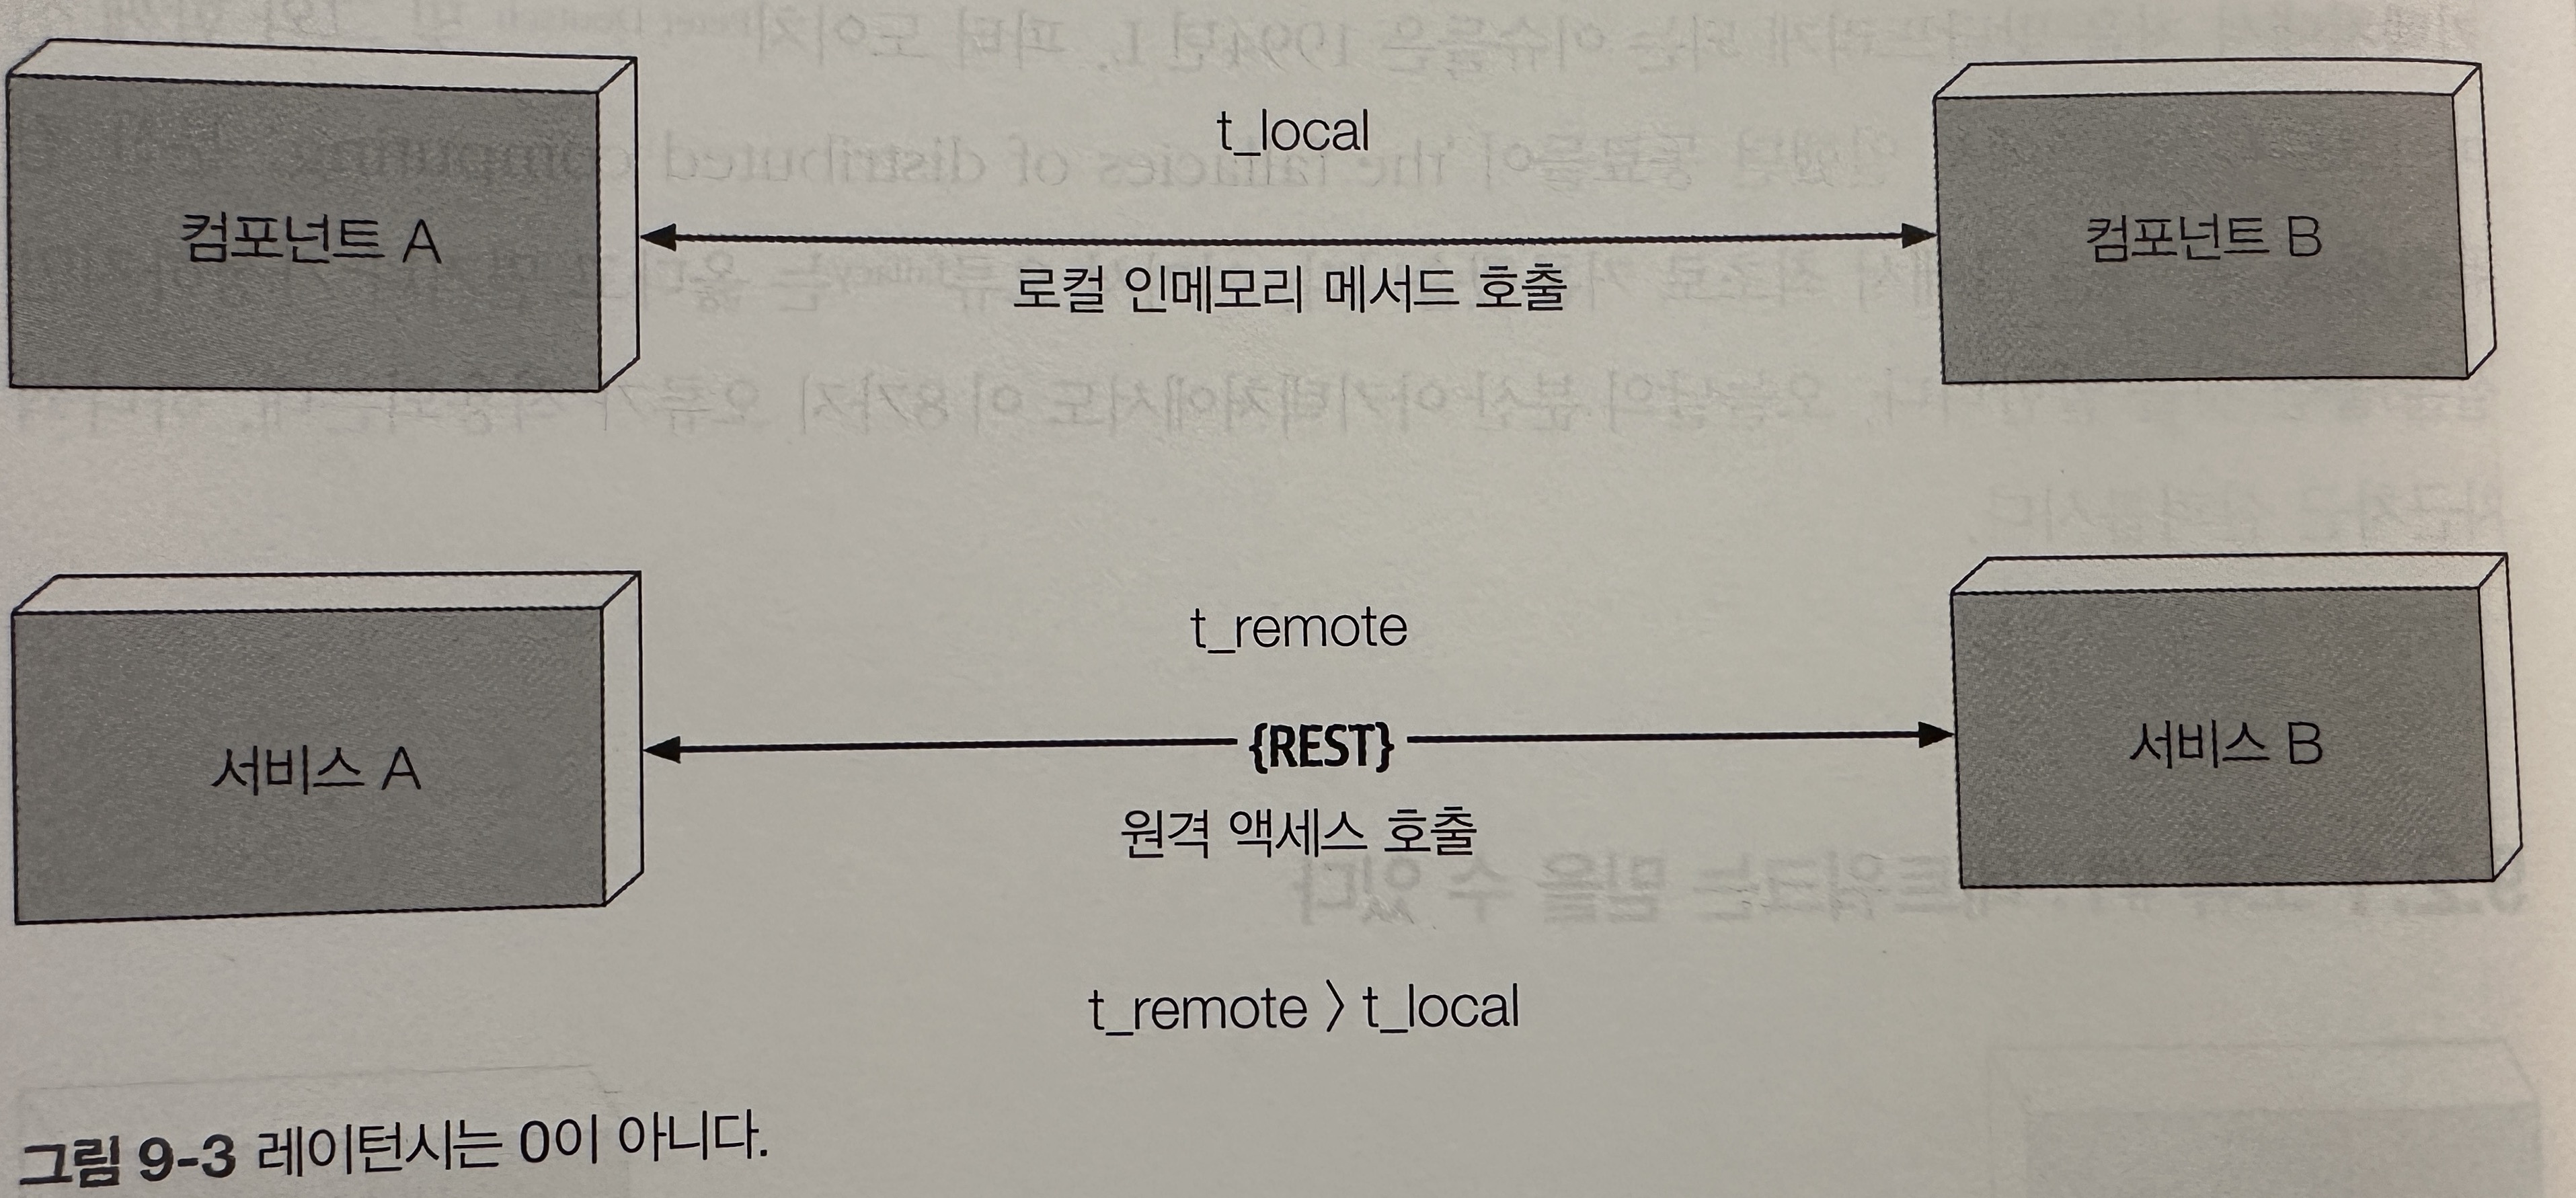 t_local
컴포넌트 A
컴포넌트 B
로컬 인메모리 메서드 호출
t_remote
서비스 A
{REST}
서비스 B
원격 액세스 호출
t_remote > t_local
그림 9-3 레이턴시는 0이 아니다.